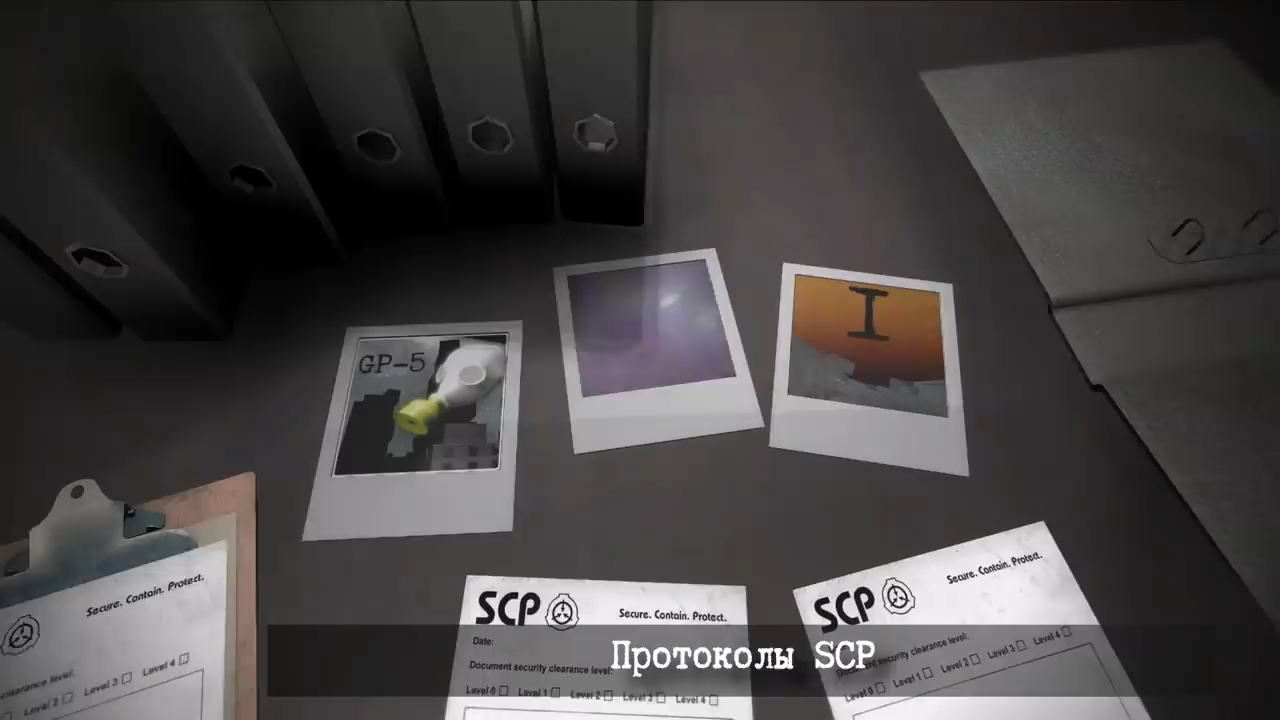 GP-5
I
Secure. Contain. Protect.
Level 3 Level 4
SCP
Secure. Contain. Protect.
Date:
Document security clearance level:
Level 0 Level 1 Level 2 Level 3 Level 4
SCP
Secure. Contain. Protect.
Document security clearance level:
Level 0 Level 1 Level 2 Level 3 Level 4
Протоколы SCP